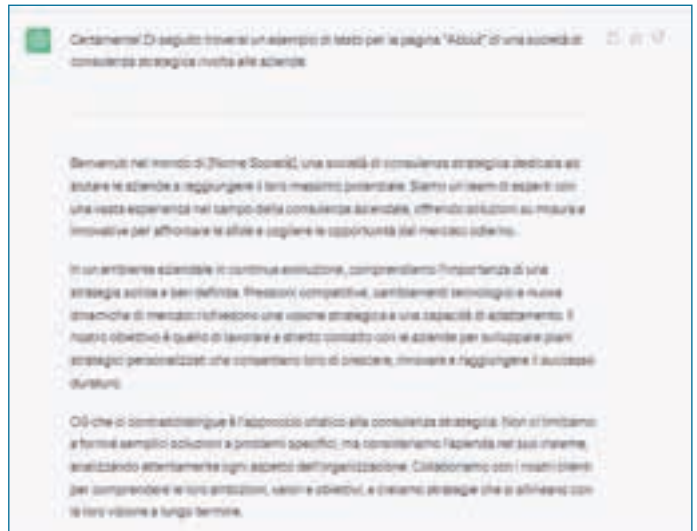 Certamente! Di seguito troverai un esempio di testo per la pagina "About" di una società di
consulenza strategica rivolta alle aziende.
Benvenuti nel mondo di [Nome Società], una società di consulenza strategica dedicata ad
aiutare le aziende a raggiungere il loro massimo potenziale. Siamo un team di esperti con
una vasta esperienza nel campo della consulenza aziendale, offrendo soluzioni su misura e
innovative per affrontare le sfide e cogliere le opportunità del mercato odierno.
In un ambiente aziendale in continua evoluzione, comprendiamo l'importanza di una
strategia solida e ben definita. Pressioni competitive, cambiamenti tecnologici e nuove
dinamiche di mercato richiedono una visione strategica e una capacità di adattamento. Il
nostro obiettivo è quello di lavorare a stretto contatto con le aziende per sviluppare piani
strategici personalizzati che consentano loro di crescere, innovare e raggiungere il successo
duraturo.
Ciò che ci contraddistingue è l'approccio olistico alla consulenza strategica. Non ci limitiamo
a fornire semplici soluzioni a problemi specifici, ma consideriamo l'azienda nel suo insieme,
analizzando attentamente ogni aspetto dell'organizzazione. Collaboriamo con i nostri clienti
per comprendere le loro ambizioni, valori e obiettivi, e creiamo strategie che si allineano con
la loro visione a lungo termine.